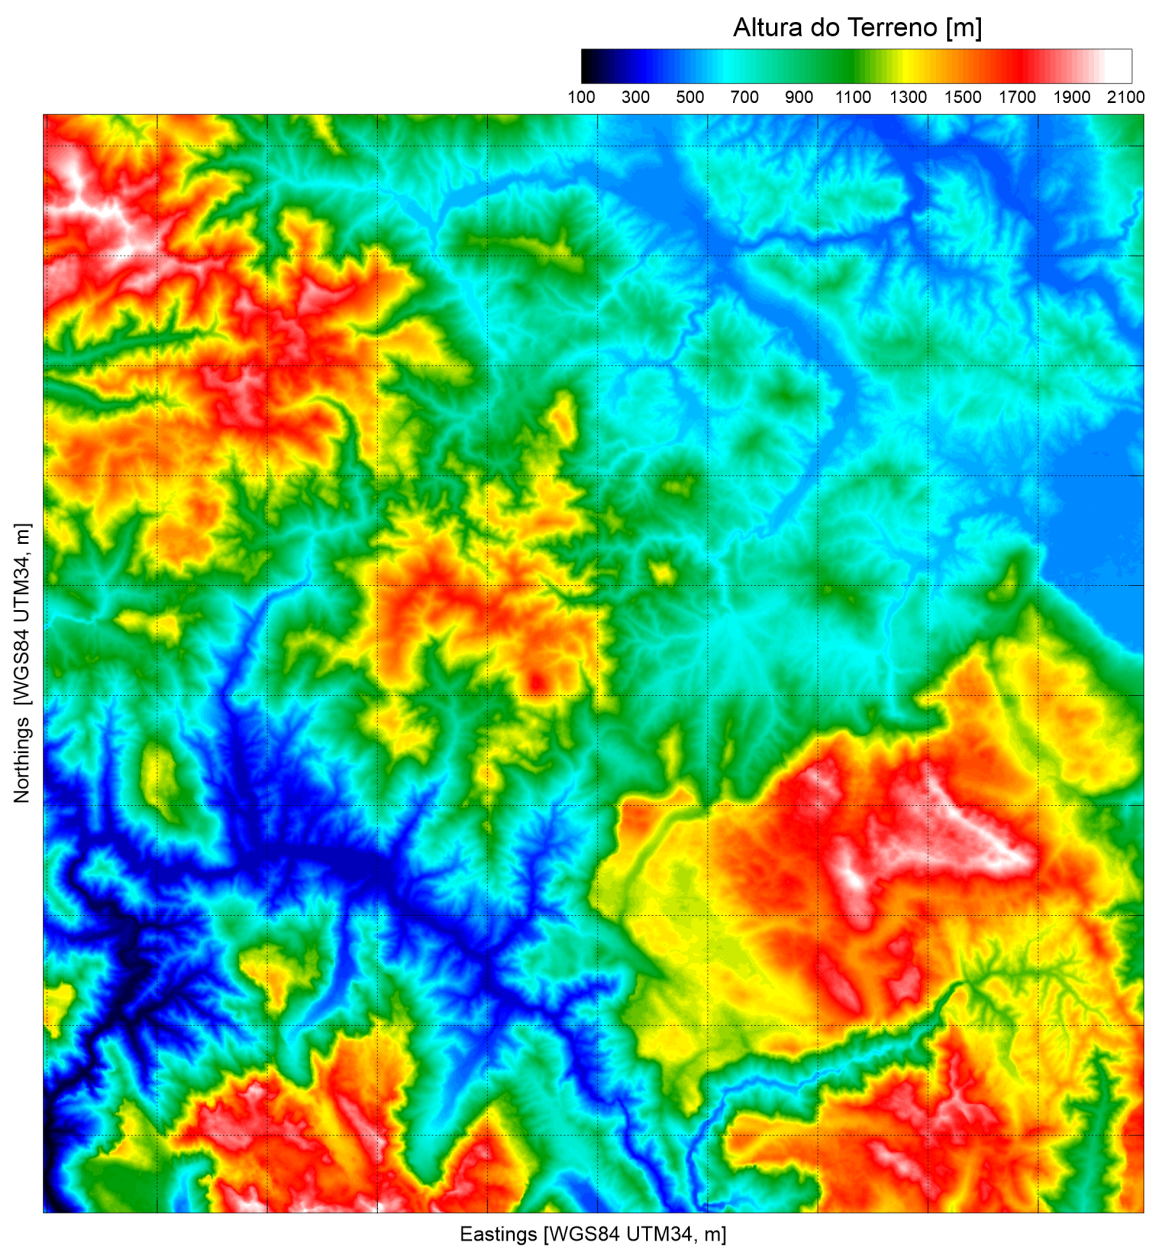 Altura do Terreno [m]
100 300 500 700 900 1100 1300 1500 1700 1900 2100
Northings [WGS84 UTM34, m]
Eastings [WGS84 UTM34, m]